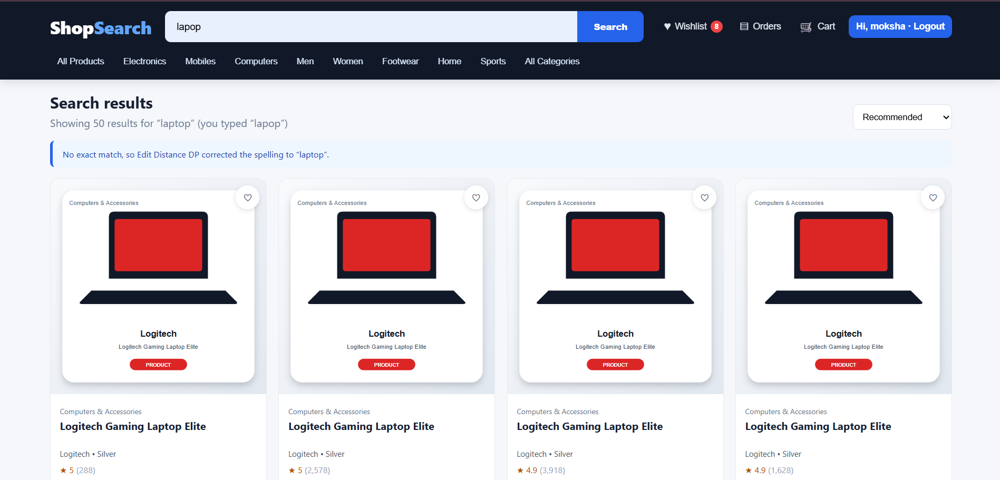 ShopSearch
lapop
Search
♥ Wishlist 8
Orders
Cart
Hi, moksha · Logout
All Products Electronics Mobiles Computers Men Women Footwear Home Sports All Categories
Search results
Showing 50 results for “laptop” (you typed “lapop”)
Recommended
No exact match, so Edit Distance DP corrected the spelling to “laptop”.
Computers & Accessories
Logitech
Logitech Gaming Laptop Elite
PRODUCT
Computers & Accessories
Logitech Gaming Laptop Elite
Logitech • Silver
★ 5 (288)
Computers & Accessories
Logitech
Logitech Gaming Laptop Elite
PRODUCT
Computers & Accessories
Logitech Gaming Laptop Elite
Logitech • Silver
★ 5 (2,578)
Computers & Accessories
Logitech
Logitech Gaming Laptop Elite
PRODUCT
Computers & Accessories
Logitech Gaming Laptop Elite
Logitech • Silver
★ 4.9 (3,918)
Computers & Accessories
Logitech
Logitech Gaming Laptop Elite
PRODUCT
Computers & Accessories
Logitech Gaming Laptop Elite
Logitech • Silver
★ 4.9 (1,628)